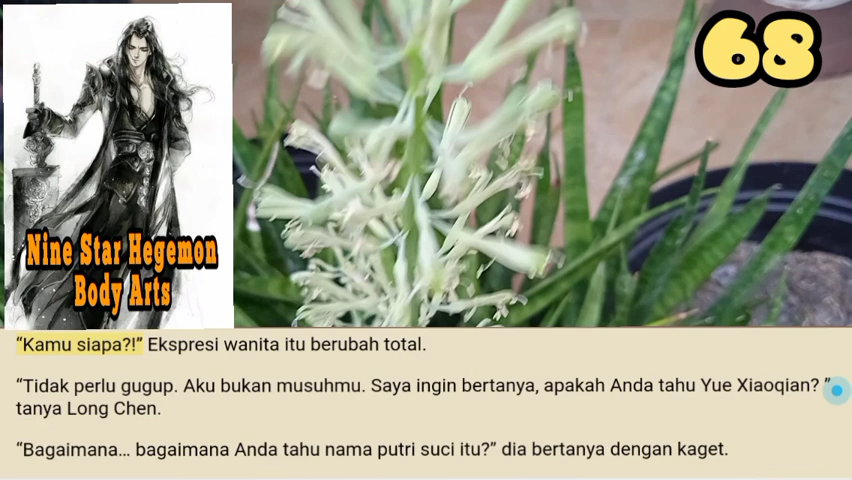 68
Nine Star Hegemon
Body Arts
“Kamu siapa?!” Ekspresi wanita itu berubah total.
“Tidak perlu gugup. Aku bukan musuhmu. Saya ingin bertanya, apakah Anda tahu Yue Xiaoqian? ”
tanya Long Chen.
“Bagaimana… bagaimana Anda tahu nama putri suci itu?” dia bertanya dengan kaget.